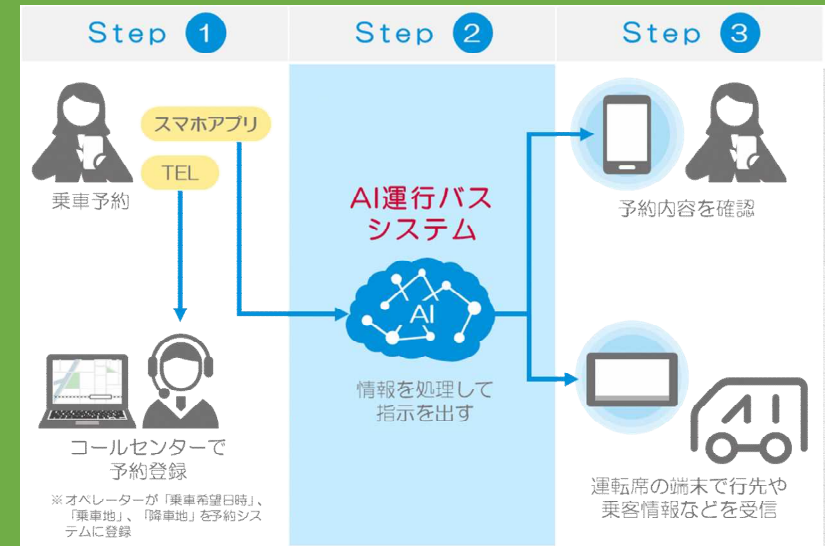 Step 1
Step 2
Step 3
スマホアプリ
TEL
乗車予約
コールセンターで
予約登録
※オペレーターが「乗車希望日時」、
「乗車地」、「降車地」を予約シス
テムに登録
AI運行バス
システム
AI
情報を処理して
指示を出す
予約内容を確認
AI
運転席の端末で行先や
乗客情報などを受信